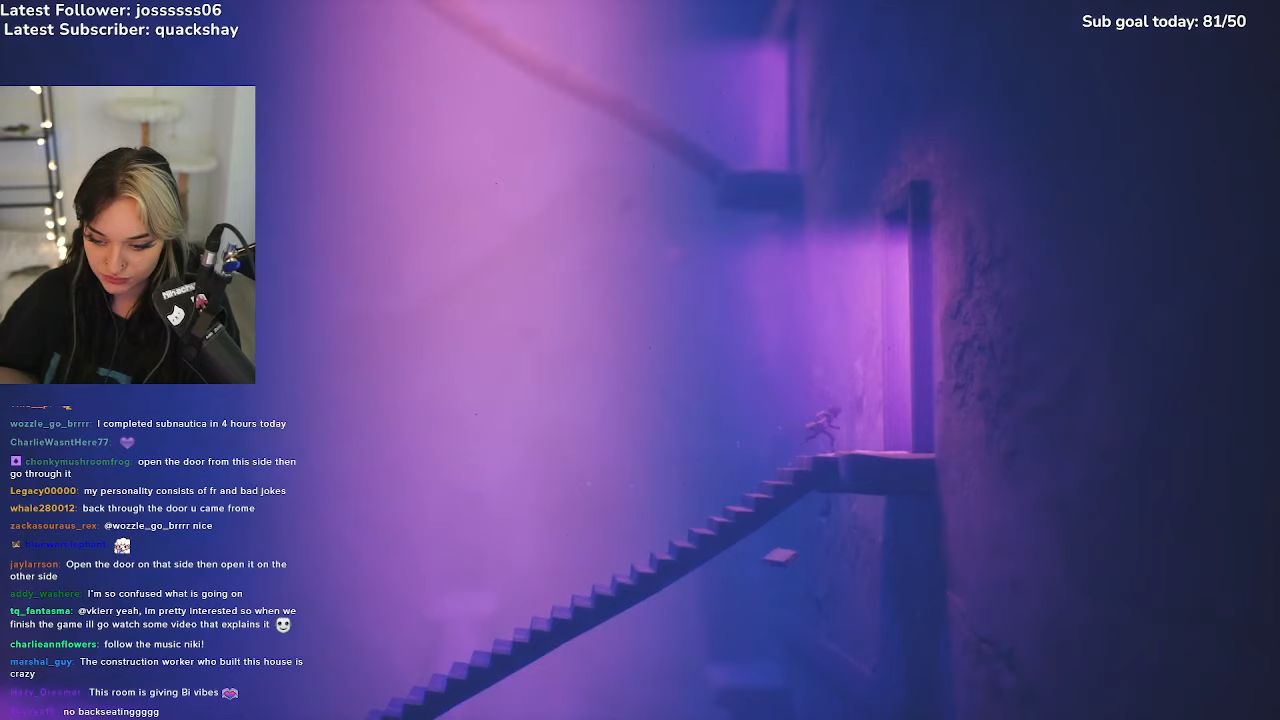 Latest Follower: jossssss06
Latest Subscriber: quackshay
Sub goal today: 81/50
wozzle_go_brrrr: I completed subnautica in 4 hours today
CharlieWasntHere77:
chonkymushroomfrog: open the door from this side then
go through it
Legacy00000: my personality consists of fr and bad jokes
whale280012: back through the door u came frome
zackasouraus_rex: @wozzle_go_brrrr nice
jaylarrson: Open the door on that side then open it on the
other side
addy_washere: I'm so confused what is going on
tq_fantasma: @vklerr yeah, im pretty interested so when we
finish the game ill go watch some video that explains it
charlieannflowers: follow the music niki!
marshal_guy: The construction worker who built this house is
crazy
Hazy_Dreamer: This room is giving Bi vibes
no backseatinggggg